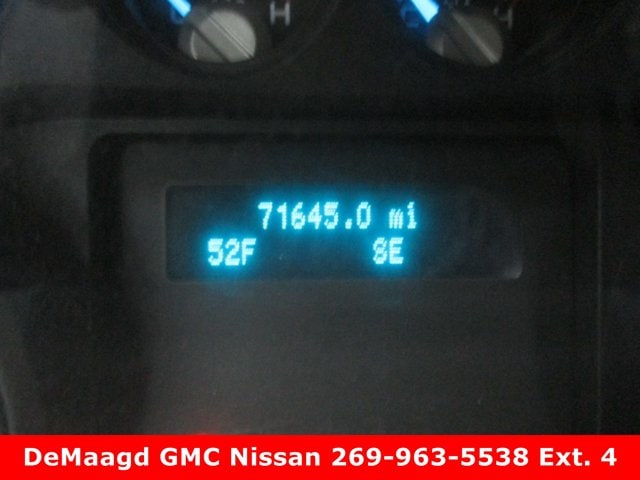 H
71645.0 mi
52F SE
DeMaagd GMC Nissan 269-963-5538 Ext. 4